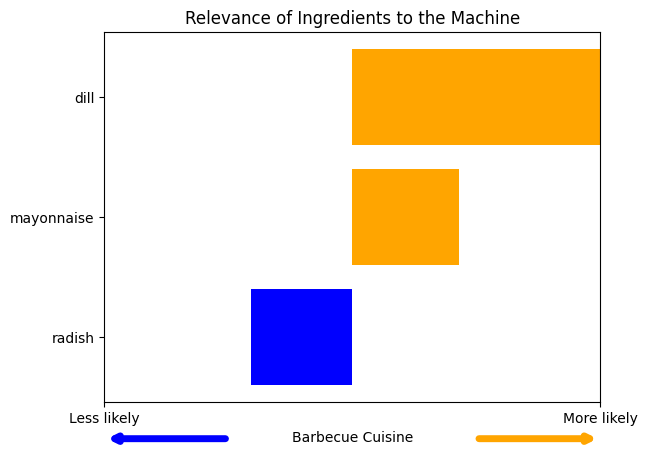 Relevance of Ingredients to the Machine
dill
mayonnaise
radish
Less likely
More likely
Barbecue Cuisine